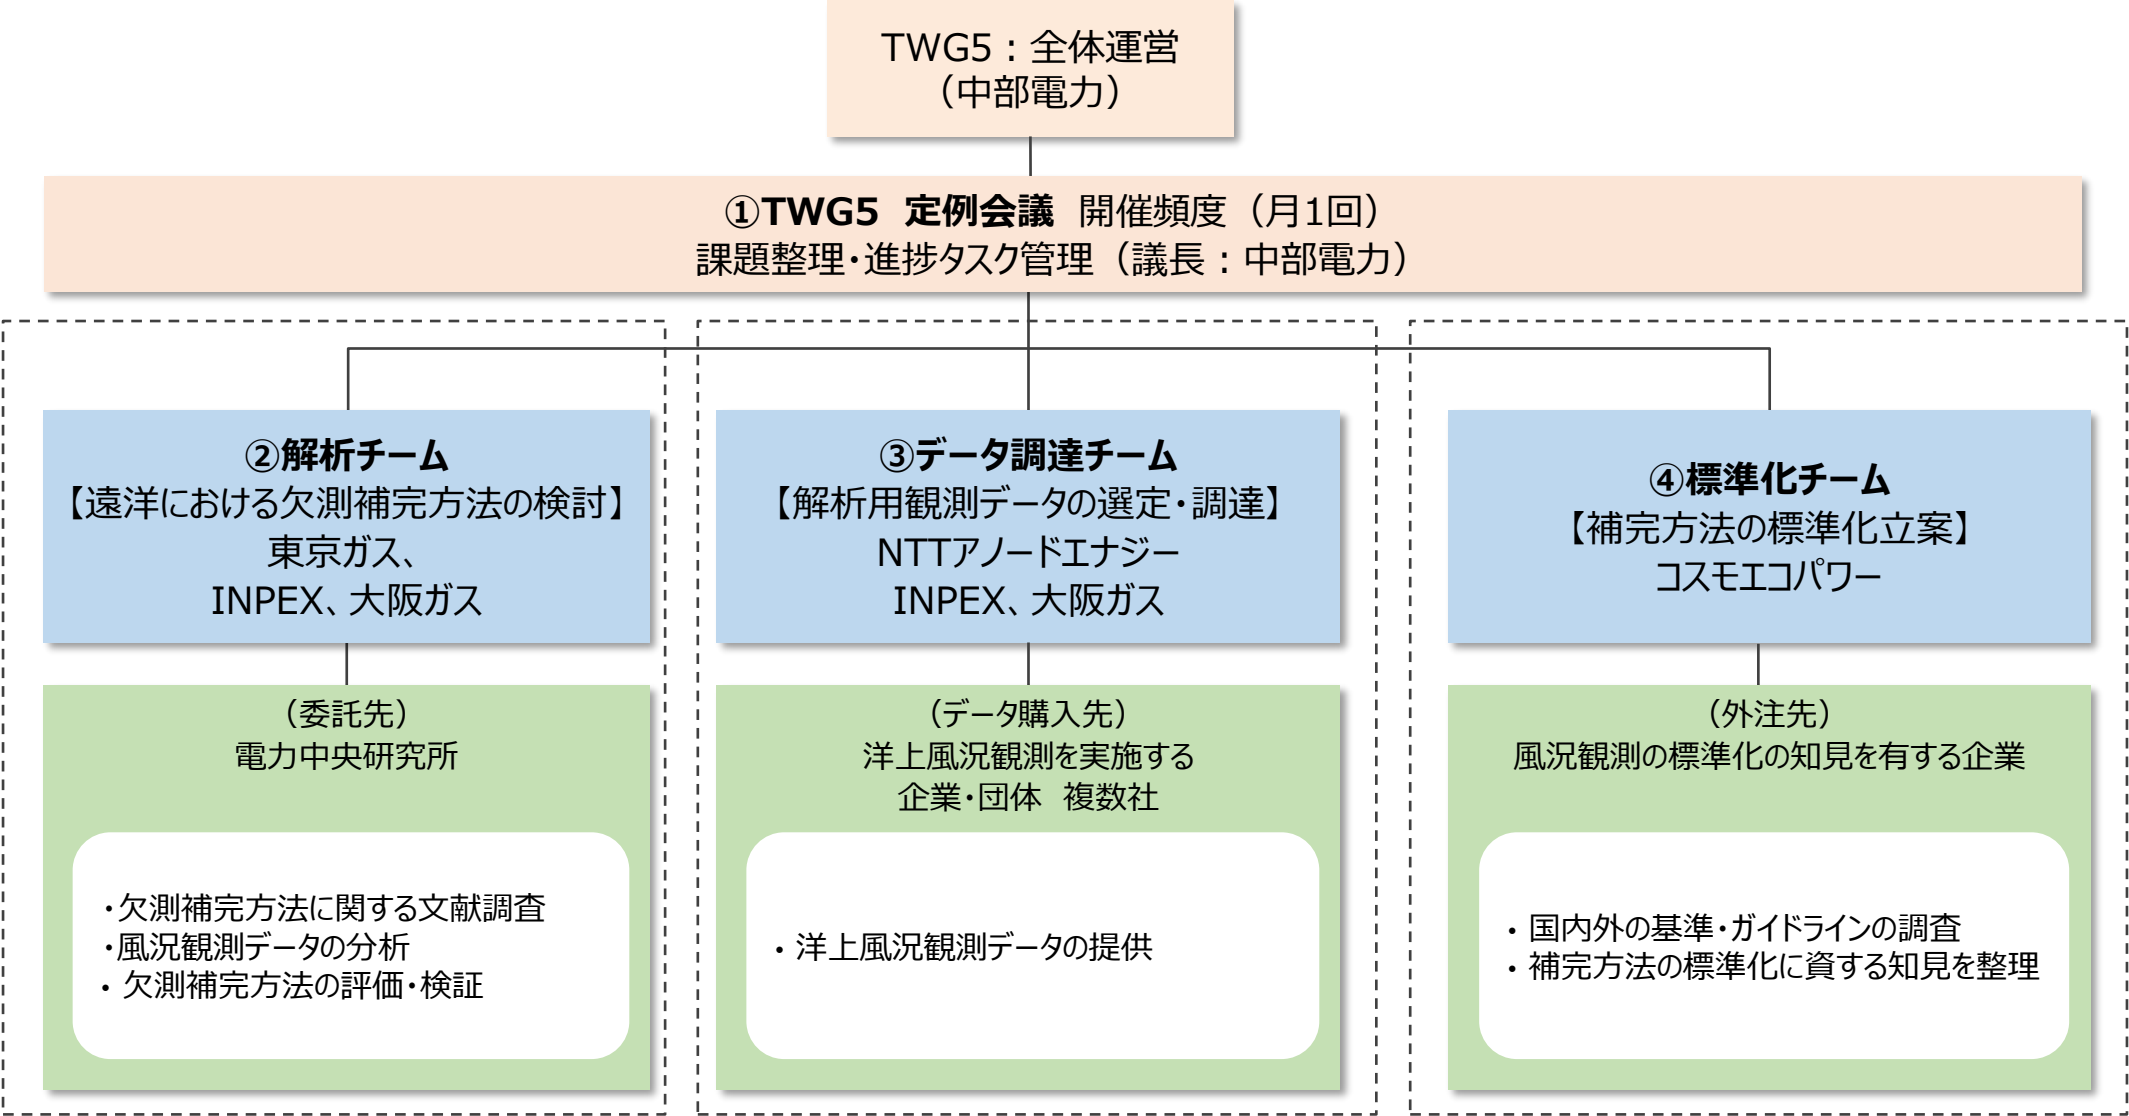 TWG5：全体運営
（中部電力）
①TWG5 定例会議 開催頻度（月1回）
課題整理・進捗タスク管理（議長：中部電力）
②解析チーム
【遠洋における欠測補完方法の検討】
東京ガス、
INPEX、大阪ガス
③データ調達チーム
【解析用観測データの選定・調達】
NTTアノードエナジー
INPEX、大阪ガス
④標準化チーム
【補完方法の標準化立案】
コスモエコパワー
（委託先）
電力中央研究所
・欠測補完方法に関する文献調査
・風況観測データの分析
・欠測補完方法の評価・検証
（データ購入先）
洋上風況観測を実施する
企業・団体 複数社
・洋上風況観測データの提供
（外注先）
風況観測の標準化の知見を有する企業
・国内外の基準・ガイドラインの調査
・補完方法の標準化に資する知見を整理